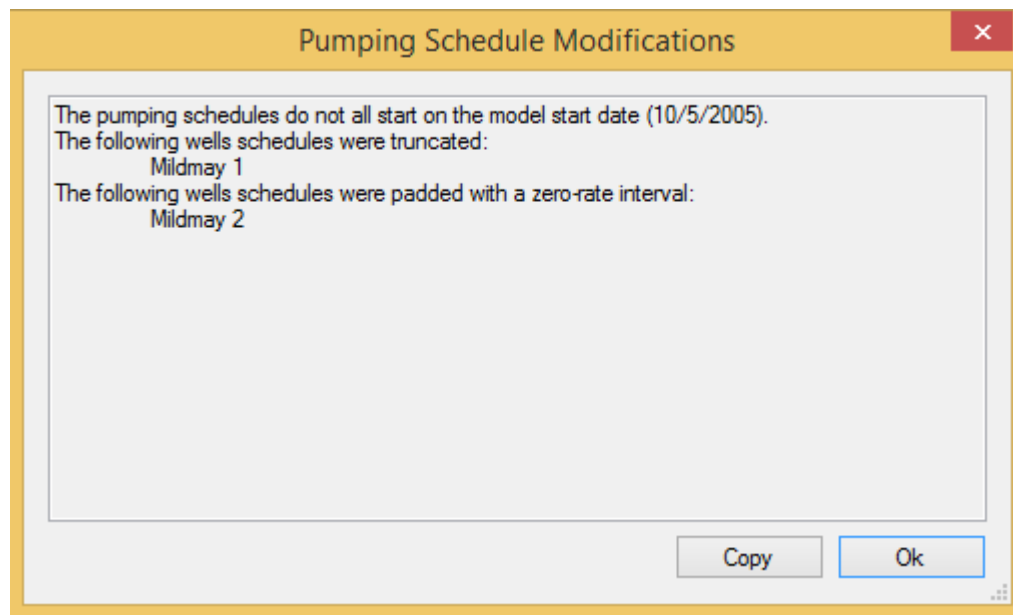 Pumping Schedule Modifications
The pumping schedules do not all start on the model start date (10/5/2005).
The following wells schedules were truncated:
Mildmay 1
The following wells schedules were padded with a zero-rate interval:
Mildmay 2
Copy
Ok